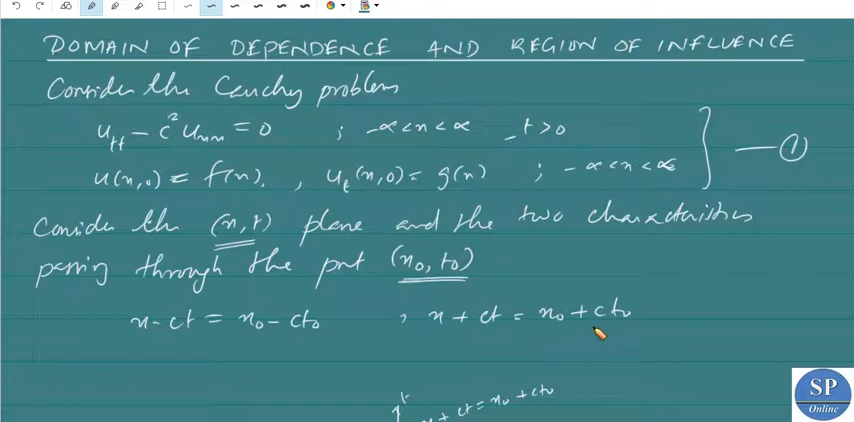 DOMAIN OF DEPENDENCE AND REGION OF INFLUENCE
Consider the Cauchy problem
u_tt − c²u_xx = 0 ; −∞ < x < ∞, t > 0
u(x,0) = f(x), u_t(x,0) = g(x) ; −∞ < x < ∞ —— ①
Consider the (x, t) plane and the two characteristics
passing through the pnt (x₀, t₀)
x − ct = x₀ − ct₀ , x + ct = x₀ + ct₀
x + ct = x₀ + ct₀
SP
Online